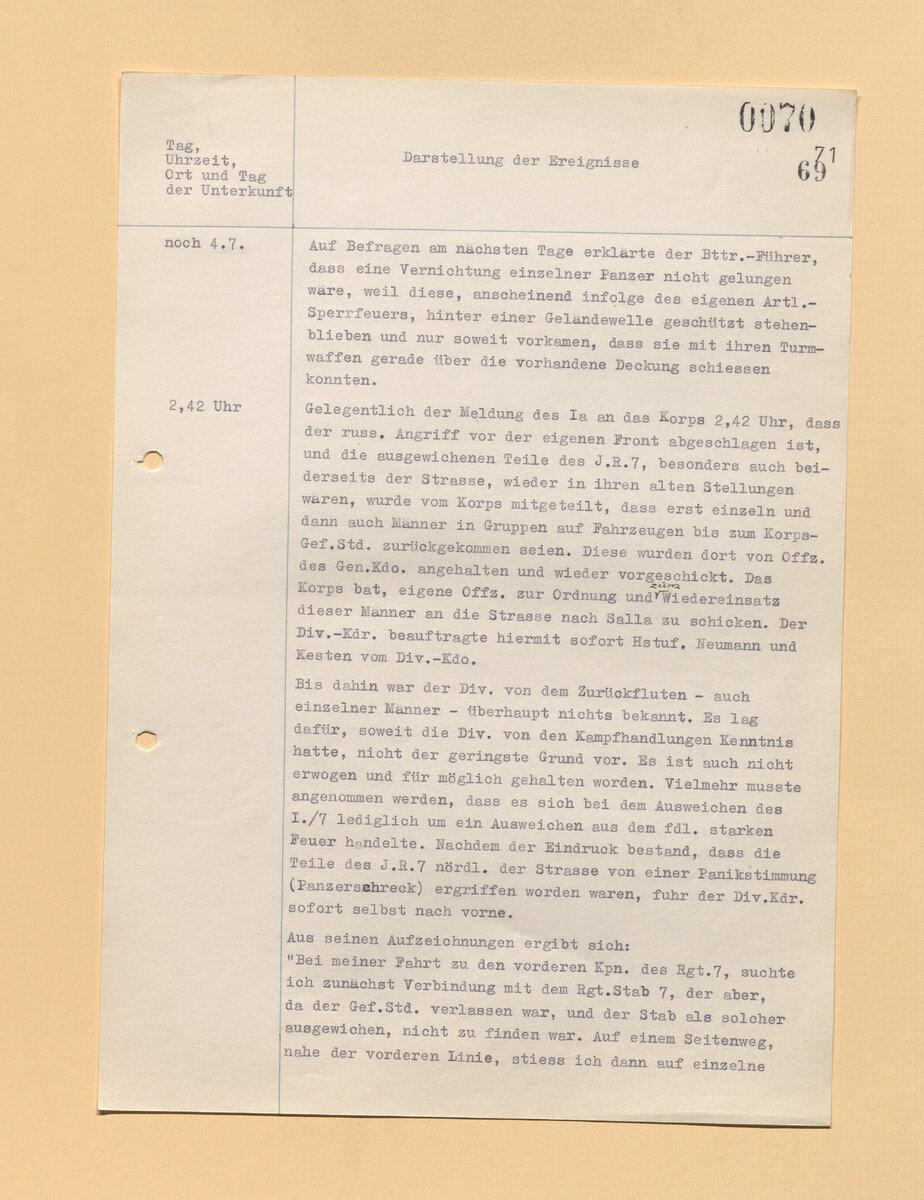 0070
71
69
Tag,
Uhrzeit,
Ort und Tag
der Unterkunft
Darstellung der Ereignisse
noch 4.7.
Auf Befragen am nächsten Tage erklärte der Bttr.-Führer,
dass eine Vernichtung einzelner Panzer nicht gelungen
wäre, weil diese, anscheinend infolge des eigenen Artl.-
Sperrfeuers, hinter einer Geländewelle geschützt stehen-
blieben und nur soweit vorkamen, dass sie mit ihren Turm-
waffen gerade über die vorhandene Deckung schiessen
konnten.
2,42 Uhr
Gelegentlich der Meldung des Ia an das Korps 2,42 Uhr, dass
der russ. Angriff vor der eigenen Front abgeschlagen ist,
und die ausgewichenen Teile des J.R.7, besonders auch bei-
derseits der Strasse, wieder in ihren alten Stellungen
wären, wurde vom Korps mitgeteilt, dass erst einzeln und
dann auch Männer in Gruppen auf Fahrzeugen bis zum Korps-
Gef.Std. zurückgekommen seien. Diese wurden dort von Offz.
des Gen.Kdo. angehalten und wieder vorgeschickt. Das
Korps bat, eigene Offz. zur Ordnung und zum Wiedereinsatz
dieser Männer an die Strasse nach Salla zu schicken. Der
Div.-Kdr. beauftragte hiermit sofort Hstuf. Neumann und
Kesten vom Div.-Kdo.
Bis dahin war der Div. von dem Zurückfluten - auch
einzelner Männer - überhaupt nichts bekannt. Es lag
dafür, soweit die Div. von den Kampfhandlungen Kenntnis
hatte, nicht der geringste Grund vor. Es ist auch nicht
erwogen und für möglich gehalten worden. Vielmehr musste
angenommen werden, dass es sich bei dem Ausweichen des
I./7 lediglich um ein Ausweichen aus dem fdl. starken
Feuer handelte. Nachdem der Eindruck bestand, dass die
Teile des J.R.7 nördl. der Strasse von einer Panikstimmung
(Panzerschreck) ergriffen worden waren, fuhr der Div.Kdr.
sofort selbst nach vorne.
Aus seinen Aufzeichnungen ergibt sich:
"Bei meiner Fahrt zu den vorderen Kpn. des Rgt.7, suchte
ich zunächst Verbindung mit dem Rgt.Stab 7, der aber,
da der Gef.Std. verlassen war, und der Stab als solcher
ausgewichen, nicht zu finden war. Auf einem Seitenweg,
nahe der vorderen Linie, stiess ich dann auf einzelne